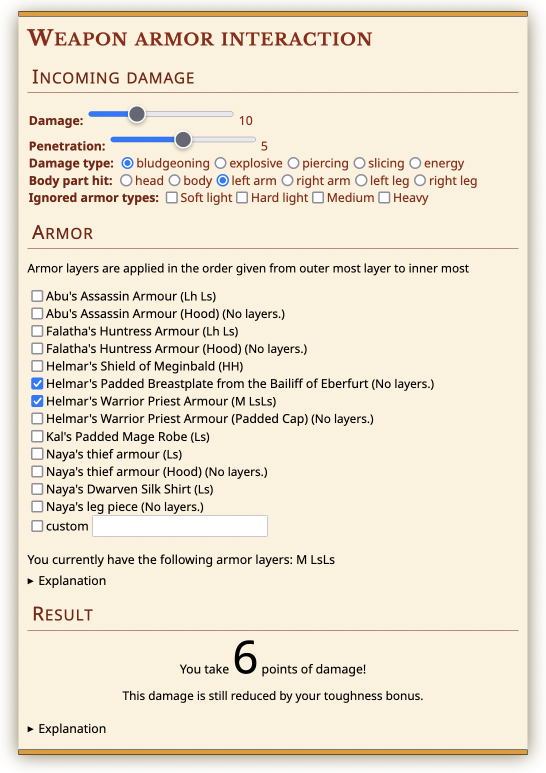 Weapon armor interaction
Incoming damage
Damage: 10
Penetration: 5
Damage type: bludgeoning explosive piercing slicing energy
Body part hit: head body left arm right arm left leg right leg
Ignored armor types: Soft light Hard light Medium Heavy
Armor
Armor layers are applied in the order given from outer most layer to inner most
Abu's Assassin Armour (Lh Ls)
Abu's Assassin Armour (Hood) (No layers.)
Falatha's Huntress Armour (Lh Ls)
Falatha's Huntress Armour (Hood) (No layers.)
Helmar's Shield of Meginbald (HH)
Helmar's Padded Breastplate from the Bailiff of Eberfurt (No layers.)
Helmar's Warrior Priest Armour (M LsLs)
Helmar's Warrior Priest Armour (Padded Cap) (No layers.)
Kal's Padded Mage Robe (Ls)
Naya's thief armour (Ls)
Naya's thief armour (Hood) (No layers.)
Naya's Dwarven Silk Shirt (Ls)
Naya's leg piece (No layers.)
custom
You currently have the following armor layers: M LsLs
▸ Explanation
Result
You take 6 points of damage!
This damage is still reduced by your toughness bonus.
▸ Explanation